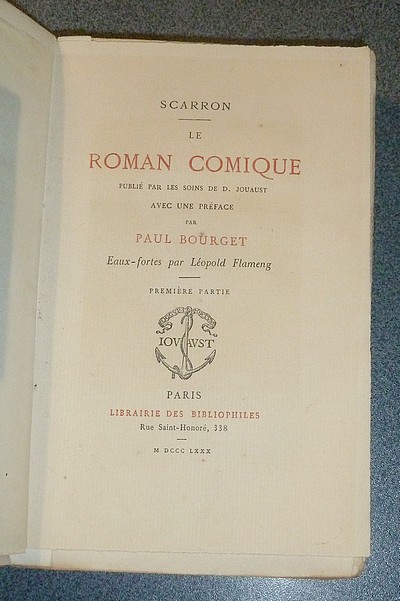 SCARRON
LE
ROMAN COMIQUE
PUBLIÉ PAR LES SOINS DE D. JOUAUST
AVEC UNE PRÉFACE
PAR
PAUL BOURGET
Eaux-fortes par Léopold Flameng
PREMIÈRE PARTIE
IOVAVST
PARIS
LIBRAIRIE DES BIBLIOPHILES
Rue Saint-Honoré, 338
M DCCC LXXX